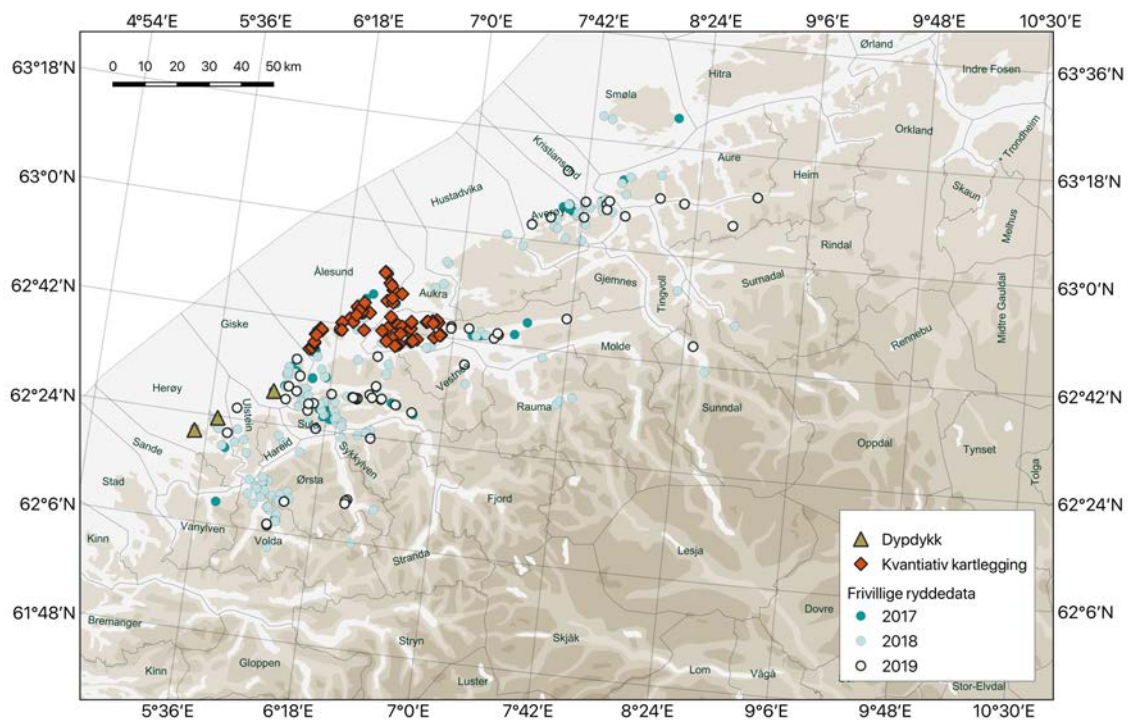 4°54′E 5°36′E 6°18′E 7°0′E 7°42′E 8°24′E 9°6′E 9°48′E 10°30′E
63°18′N
63°36′N
0 10 20 30 40 50 km
Ørland
Hitra
Indre Fosen
Smøla
Orkland
Trondheim
Kristiansund
Aure
63°0′N
Heim
63°18′N
Skaun
Hustadvika
Averøy
Melhus
Rindal
Ålesund
Gjemnes
Surnadal
62°42′N
Aukra
Tingvoll
63°0′N
Midtre Gauldal
Giske
Rennebu
Molde
Herøy
Vestnes
62°24′N
Ulstein
Rauma
Sunndal
62°42′N
Sula
Sande
Hareid
Sykkylven
Oppdal
Tynset
Tolga
Stad
Ørsta
62°6′N
Fjord
62°24′N
Vanylven
Kinn
Volda
Stranda
Lesja
Dypdykk
Kvantiativ kartlegging
Frivillige ryddedata
2017
2018
2019
61°48′N
Dovre
62°6′N
Bremanger
Stryn
Skjåk
Kinn
Gloppen
Luster
Lom
Vågå
Stor-Elvdal
5°36′E 6°18′E 7°0′E 7°42′E 8°24′E 9°6′E 9°48′E 10°30′E